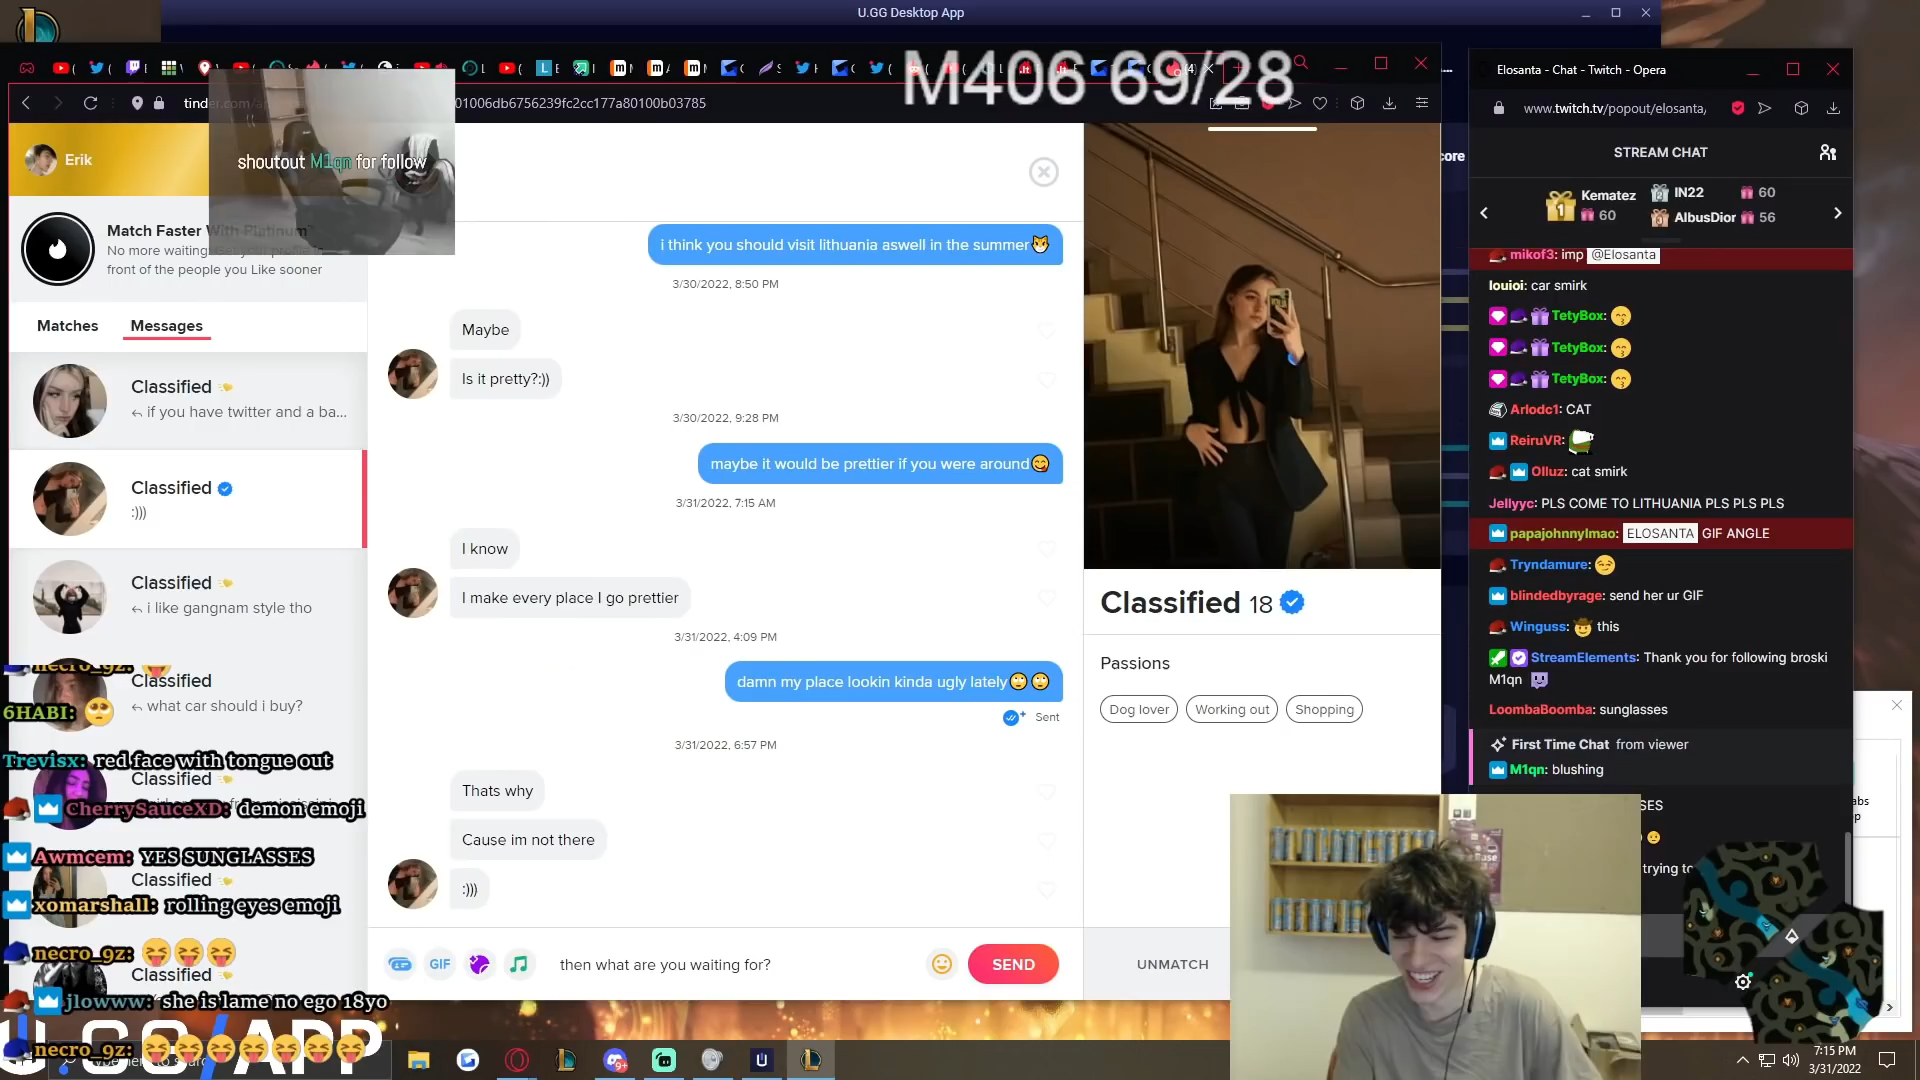 U.GG Desktop App
M406 69/28
01006db6756239fc2cc177a80100b03785
Erik
shoutout M1qn for follow
Match Faster With Platinum
front of the people you Like sooner
Matches
Messages
Classified
if you have twitter and a ba...
Classified
:)))
Classified
i like gangnam style tho
Classified
what car should i buy?
Classified
Classified
Classified
i think you should visit lithuania aswell in the summer😼
3/30/2022, 8:50 PM
Maybe
Is it pretty?:))
3/30/2022, 9:28 PM
maybe it would be prettier if you were around😋
3/31/2022, 7:15 AM
I know
I make every place I go prettier
3/31/2022, 4:09 PM
damn my place lookin kinda ugly lately🙄🙄
Sent
3/31/2022, 6:57 PM
Thats why
Cause im not there
:)))
GIF
then what are you waiting for?
SEND
Classified 18
Passions
Dog lover
Working out
Shopping
UNMATCH
6HABI: 🥺
Trevisx: red face with tongue out
CherrySauceXD: demon emoji
Awmcem: YES SUNGLASSES
xomarshall: rolling eyes emoji
necro_9z: 😝😝😝
jlowww: she is lame no ego 18yo
necro_9z: 😝😝😝😝😝😝😝
Elosanta - Chat - Twitch - Opera
www.twitch.tv/popout/elosanta/
core
STREAM CHAT
1 Kematez
60
IN22 60
AlbusDior 56
mikof3: imp @Elosanta
louioi: car smirk
TetyBox: 😙
TetyBox: 😙
TetyBox: 😙
Arlodc1: CAT
ReiruVR:
Olluz: cat smirk
Jellyyc: PLS COME TO LITHUANIA PLS PLS PLS
papajohnnylmao: ELOSANTA GIF ANGLE
Tryndamure: 😏
blindedbyrage: send her ur GIF
Winguss: 🤠 this
StreamElements: Thank you for following broski
M1qn
LoombaBoomba: sunglasses
First Time Chat from viewer
M1qn: blushing
SES
trying to
7:15 PM
3/31/2022